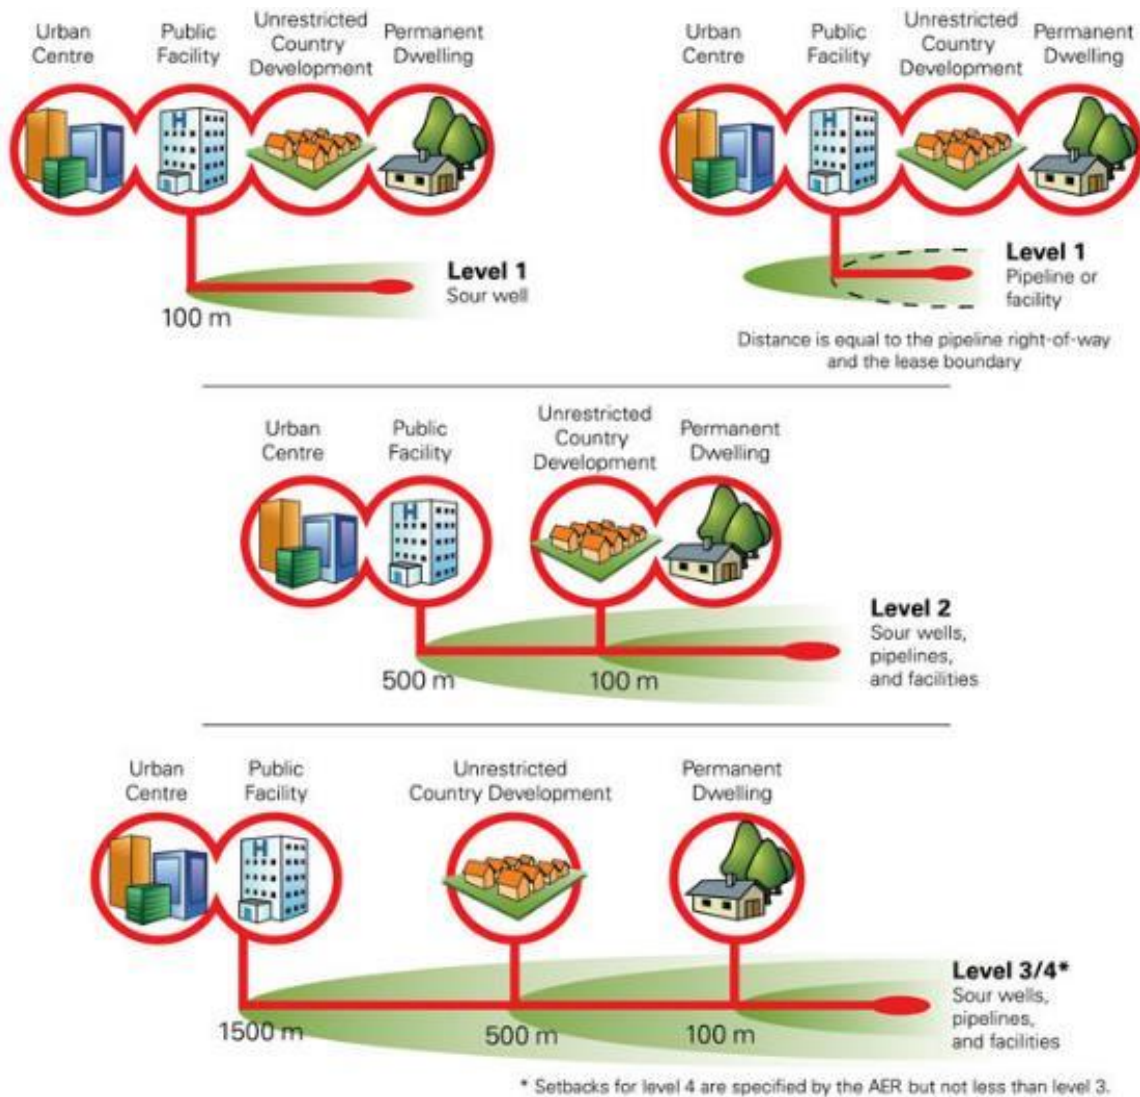 Urban
Centre
Public
Facility
Unrestricted
Country
Development
Permanent
Dwelling
H
Level 1
Sour well
100 m
Urban
Centre
Public
Facility
Unrestricted
Country
Development
Permanent
Dwelling
H
Level 1
Pipeline or
facility
Distance is equal to the pipeline right-of-way
and the lease boundary
Urban
Centre
Public
Facility
Unrestricted
Country
Development
Permanent
Dwelling
H
Level 2
Sour wells,
pipelines,
and facilities
500 m
100 m
Urban
Centre
Public
Facility
Unrestricted
Country Development
Permanent
Dwelling
H
Level 3/4*
Sour wells,
pipelines,
and facilities
1500 m
500 m
100 m
* Setbacks for level 4 are specified by the AER but not less than level 3.